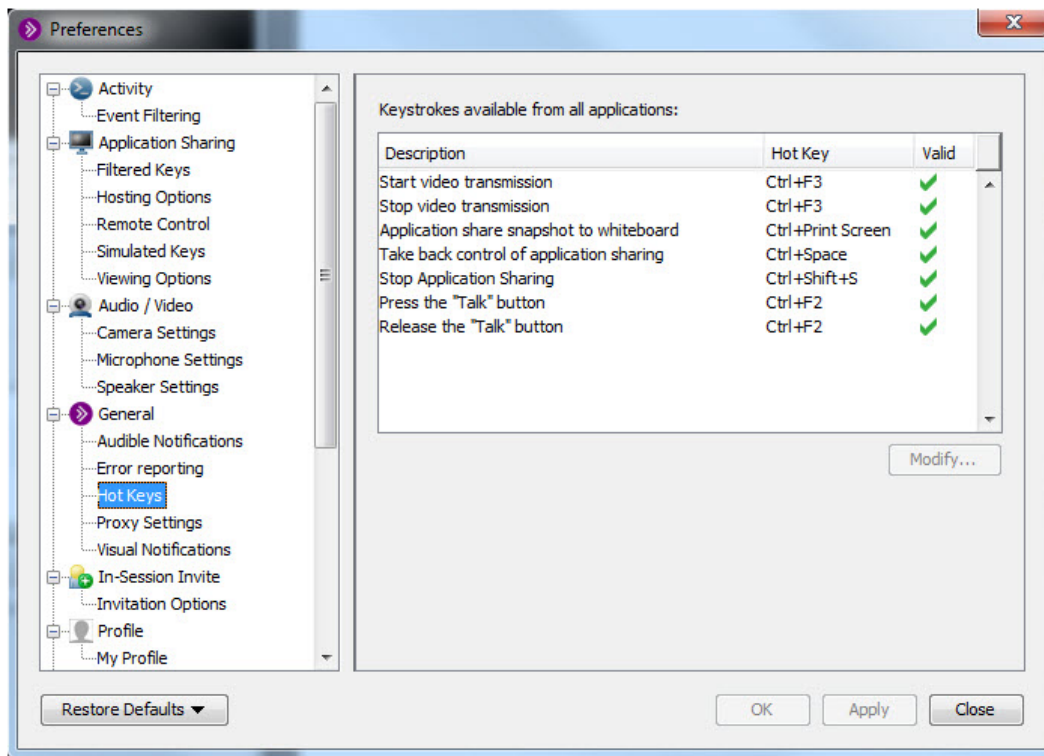 Preferences
Activity
Event Filtering
Application Sharing
Filtered Keys
Hosting Options
Remote Control
Simulated Keys
Viewing Options
Audio / Video
Camera Settings
Microphone Settings
Speaker Settings
General
Audible Notifications
Error reporting
Hot Keys
Proxy Settings
Visual Notifications
In-Session Invite
Invitation Options
Profile
My Profile
Keystrokes available from all applications:
Description Hot Key Valid
Start video transmission Ctrl+F3
Stop video transmission Ctrl+F3
Application share snapshot to whiteboard Ctrl+Print Screen
Take back control of application sharing Ctrl+Space
Stop Application Sharing Ctrl+Shift+S
Press the "Talk" button Ctrl+F2
Release the "Talk" button Ctrl+F2
Modify...
Restore Defaults OK Apply Close